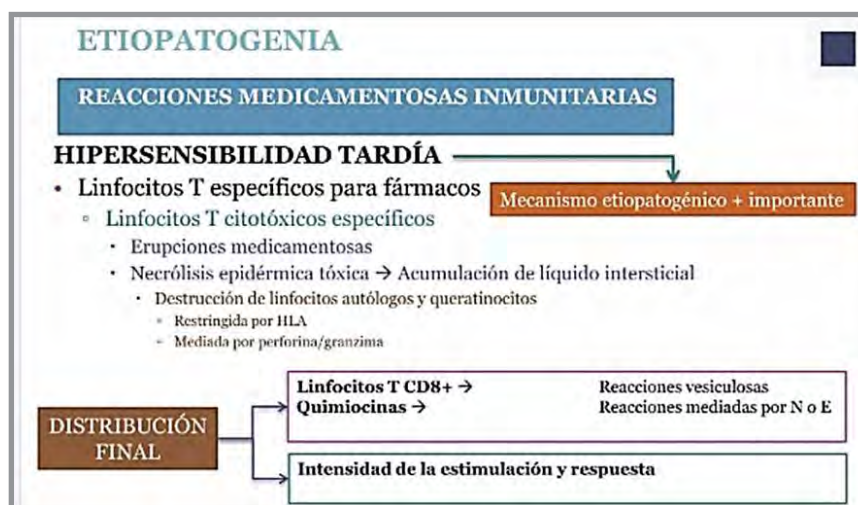 ETIOPATOGENIA
REACCIONES MEDICAMENTOSAS INMUNITARIAS
HIPERSENSIBILIDAD TARDÍA
• Linfocitos T específicos para fármacos
Mecanismo etiopatogénico + importante
▫ Linfocitos T citotóxicos específicos
• Erupciones medicamentosas
• Necrólisis epidérmica tóxica → Acumulación de líquido intersticial
• Destrucción de linfocitos autólogos y queratinocitos
▫ Restringida por HLA
▫ Mediada por perforina/granzima
Linfocitos T CD8+ → Reacciones vesiculosas
Quimiocinas → Reacciones mediadas por N o E
DISTRIBUCIÓN
FINAL
Intensidad de la estimulación y respuesta